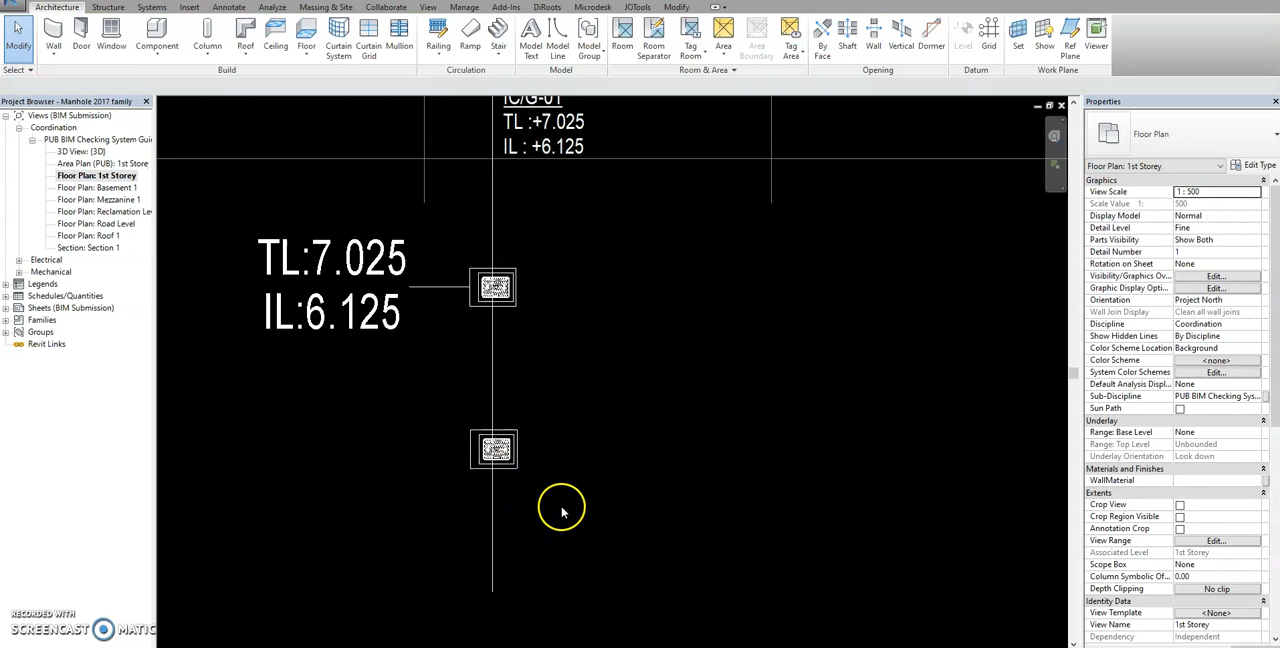 Architecture Structure Systems Insert Annotate Analyze Massing & Site Collaborate View Manage Add-Ins DiRoots Microdesk JOTools Modify
Modify Wall Door Window Component Column Roof Ceiling Floor Curtain System Curtain Grid Mullion Railing Ramp Stair Model Text Model Line Model Group Room Room Separator Tag Room Area Area Boundary Tag Area By Face Shaft Wall Vertical Dormer Level Grid Set Show Ref Plane Viewer
Select Build Circulation Model Room & Area Opening Datum Work Plane
Project Browser - Manhole 2017 family
Views (BIM Submission)
Coordination
PUB BIM Checking System Guid
3D View: {3D}
Area Plan (PUB): 1st Store
Floor Plan: 1st Storey
Floor Plan: Basement 1
Floor Plan: Mezzanine 1
Floor Plan: Reclamation Le
Floor Plan: Road Level
Floor Plan: Roof 1
Section: Section 1
Electrical
Mechanical
Legends
Schedules/Quantities
Sheets (BIM Submission)
Families
Groups
Revit Links
RECORDED WITH
SCREENCAST MATIC
IC/G-01
TL :+7.025
IL : +6.125
TL:7.025
IL:6.125
Properties
Floor Plan
Floor Plan: 1st Storey Edit Type
Graphics
View Scale 1 : 500
Scale Value 1: 500
Display Model Normal
Detail Level Fine
Parts Visibility Show Both
Detail Number 1
Rotation on Sheet None
Visibility/Graphics Ov... Edit...
Graphic Display Opti... Edit...
Orientation Project North
Wall Join Display Clean all wall joins
Discipline Coordination
Show Hidden Lines By Discipline
Color Scheme Location Background
Color Scheme <none>
System Color Schemes Edit...
Default Analysis Displ... None
Sub-Discipline PUB BIM Checking Sys...
Sun Path
Underlay
Range: Base Level None
Range: Top Level Unbounded
Underlay Orientation Look down
Materials and Finishes
WallMaterial
Extents
Crop View
Crop Region Visible
Annotation Crop
View Range Edit...
Associated Level 1st Storey
Scope Box None
Column Symbolic Of... 0.00
Depth Clipping No clip
Identity Data
View Template <None>
View Name 1st Storey
Dependency Independent